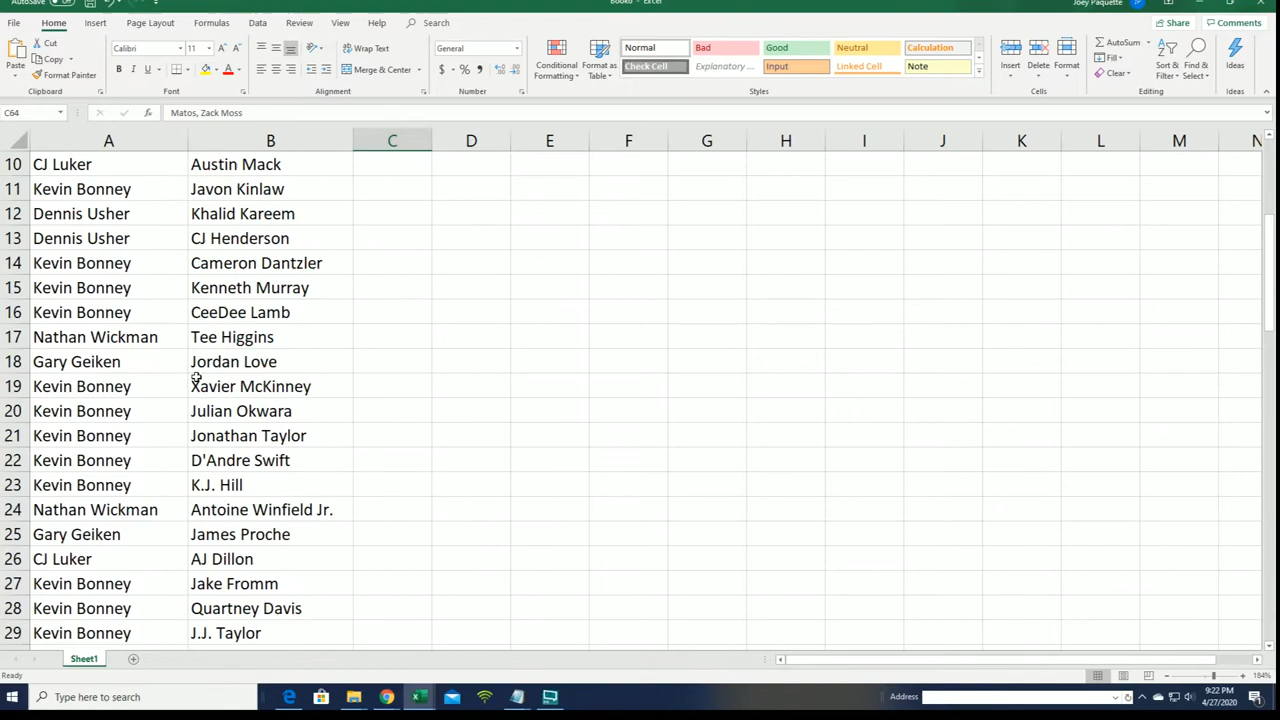 AutoSave Off
Book6 - Excel
Joey Paquette
File Home Insert Page Layout Formulas Data Review View Help Search
Share Comments
Paste Cut Copy Format Painter
Calibri 11
B I U
Wrap Text
Merge & Center
General
$ % 9
Conditional Formatting
Format as Table
Normal Bad Good Neutral Calculation
Check Cell Explanatory ... Input Linked Cell Note
Insert Delete Format
AutoSum Fill Clear
Sort & Filter Find & Select
Ideas
Clipboard Font Alignment Number Styles Cells Editing Ideas
C64 fx Matos, Zack Moss
A B C D E F G H I J K L M N
10 CJ Luker Austin Mack
11 Kevin Bonney Javon Kinlaw
12 Dennis Usher Khalid Kareem
13 Dennis Usher CJ Henderson
14 Kevin Bonney Cameron Dantzler
15 Kevin Bonney Kenneth Murray
16 Kevin Bonney CeeDee Lamb
17 Nathan Wickman Tee Higgins
18 Gary Geiken Jordan Love
19 Kevin Bonney Xavier McKinney
20 Kevin Bonney Julian Okwara
21 Kevin Bonney Jonathan Taylor
22 Kevin Bonney D'Andre Swift
23 Kevin Bonney K.J. Hill
24 Nathan Wickman Antoine Winfield Jr.
25 Gary Geiken James Proche
26 CJ Luker AJ Dillon
27 Kevin Bonney Jake Fromm
28 Kevin Bonney Quartney Davis
29 Kevin Bonney J.J. Taylor
Sheet1
Ready
184%
Type here to search
Address
9:22 PM
4/27/2020